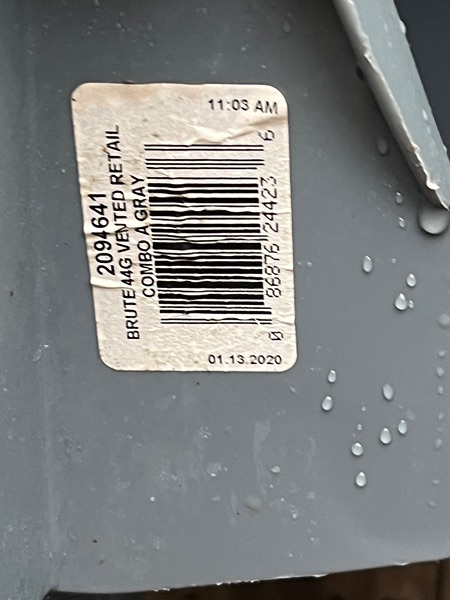 11:03 AM
2094641
BRUTE 44G VENTED RETAIL
COMBO A GRAY
0 86876 24423 6
01.13.2020